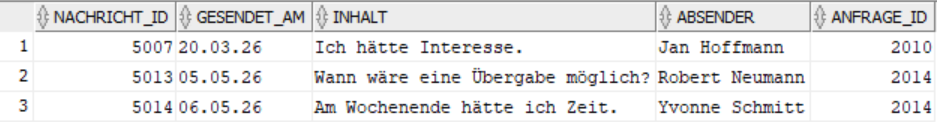 NACHRICHT_ID GESENDET_AM INHALT ABSENDER ANFRAGE_ID
1 5007 20.03.26 Ich hätte Interesse. Jan Hoffmann 2010
2 5013 05.05.26 Wann wäre eine Übergabe möglich? Robert Neumann 2014
3 5014 06.05.26 Am Wochenende hätte ich Zeit. Yvonne Schmitt 2014